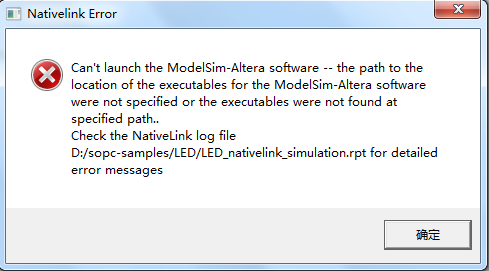 Nativelink Error
Can't launch the ModelSim-Altera software -- the path to the
location of the executables for the ModelSim-Altera software
were not specified or the executables were not found at
specified path..
Check the NativeLink log file
D:/sopc-samples/LED/LED_nativelink_simulation.rpt for detailed
error messages
确定